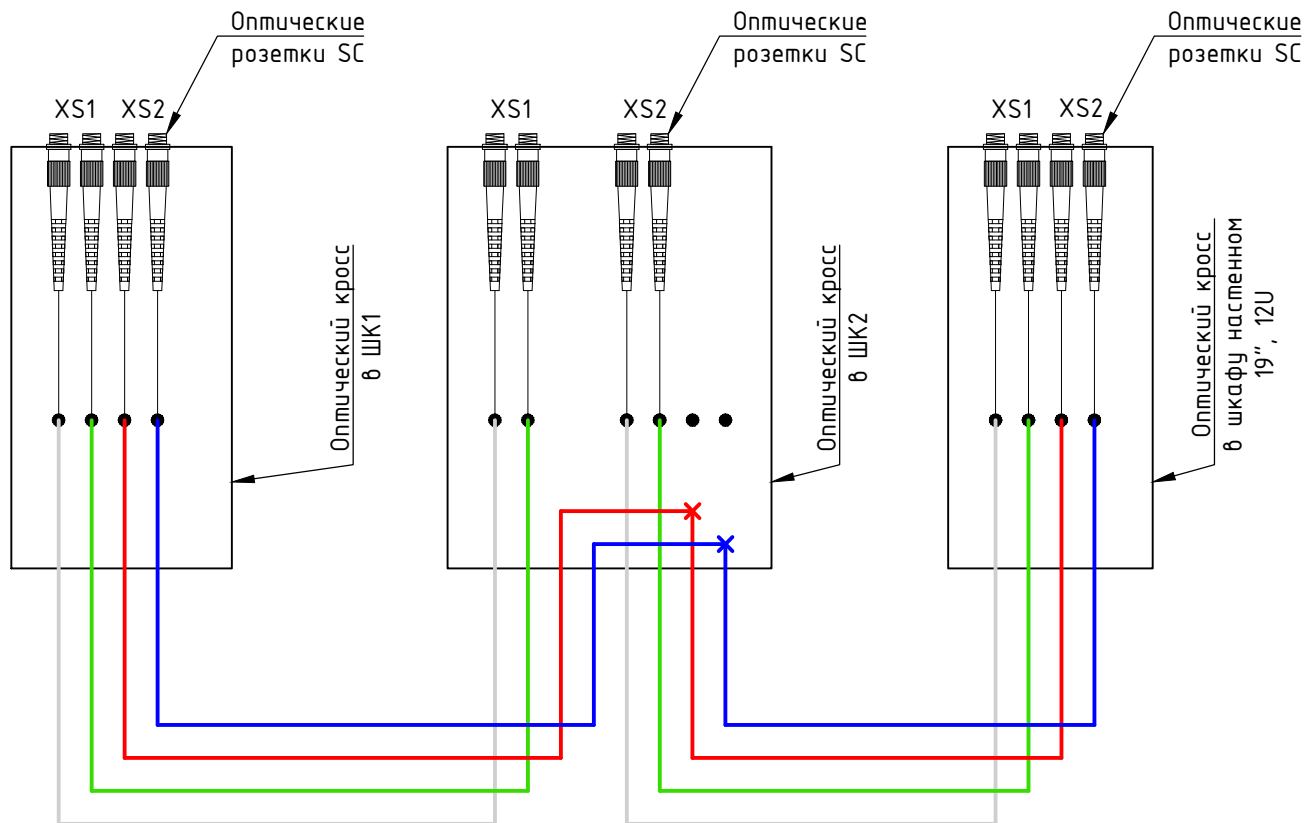 Оптические
розетки SC
Оптические
розетки SC
Оптические
розетки SC
XS1
XS2
XS1
XS2
XS1
XS2
Оптический кросс
в ШК1
Оптический кросс
в ШК2
Оптический кросс
в шкафу настенном
19", 12U